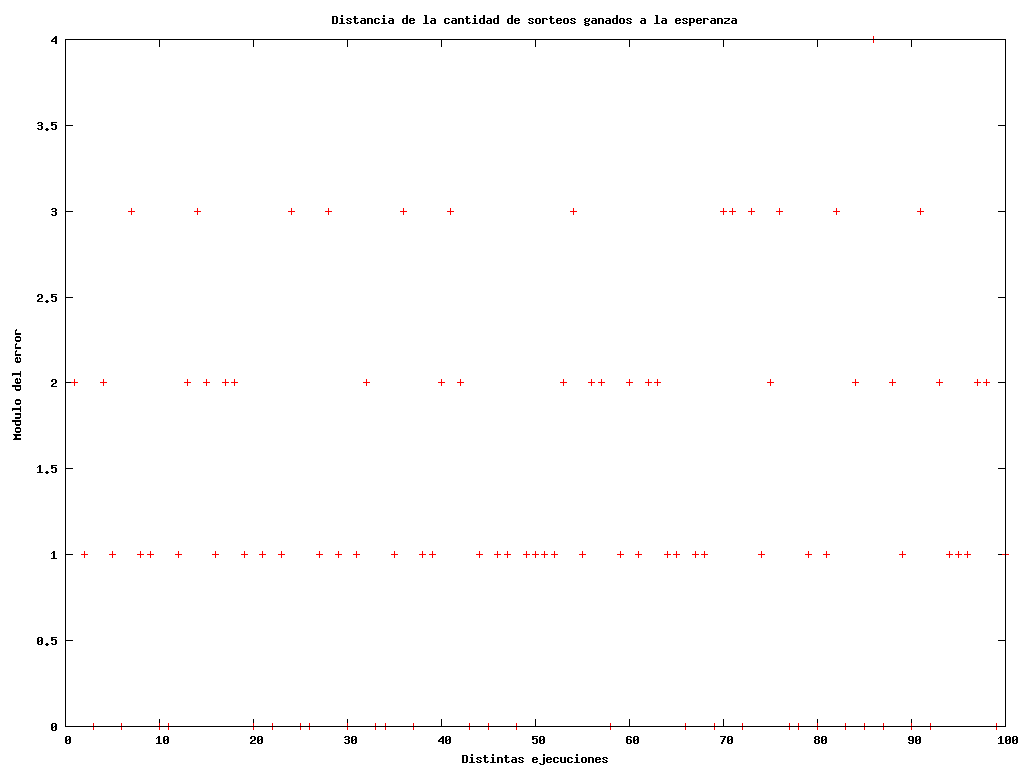 Distancia de la cantidad de sorteos ganados a la esperanza
4
3.5
3
2.5
2
1.5
1
0.5
0
Modulo del error
0 10 20 30 40 50 60 70 80 90 100
Distintas ejecuciones